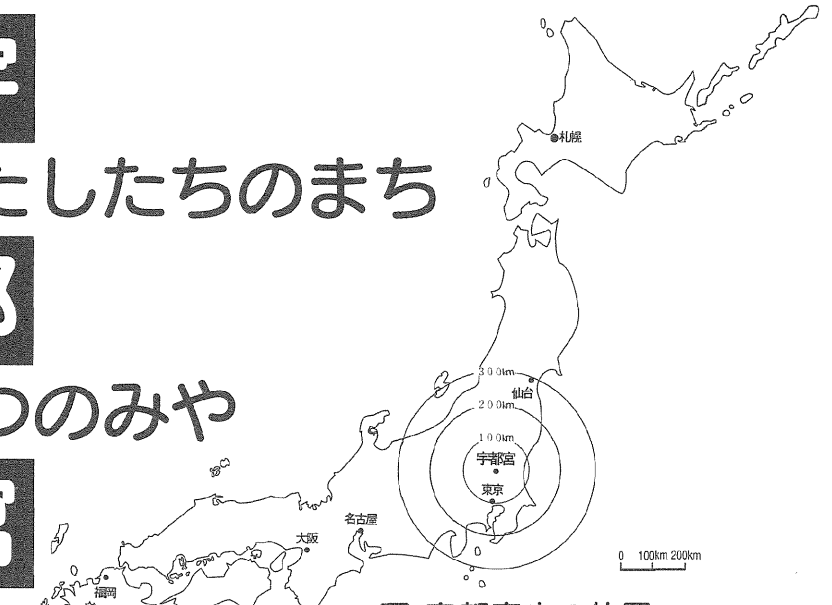 たしたちのまち
つのみや
札幌
300km
仙台
200km
100km
宇都宮
東京
名古屋
大阪
福岡
0 100km 200km